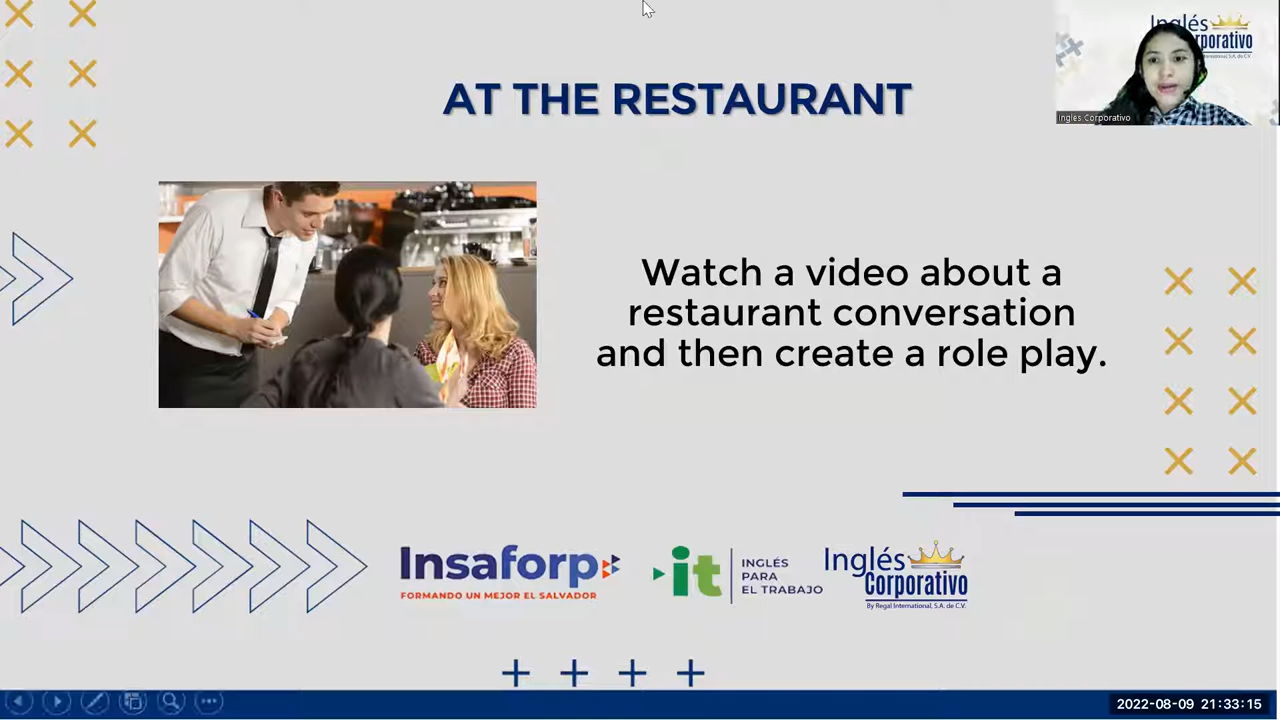 AT THE RESTAURANT
Inglés
Corporativo
Watch a video about a
restaurant conversation
and then create a role play.
Insaforp
FORMANDO UN MEJOR EL SALVADOR
it
INGLÉS
PARA
EL TRABAJO
Inglés
Corporativo
By Regal International, S.A. de C.V.
2022-08-09 21:33:15